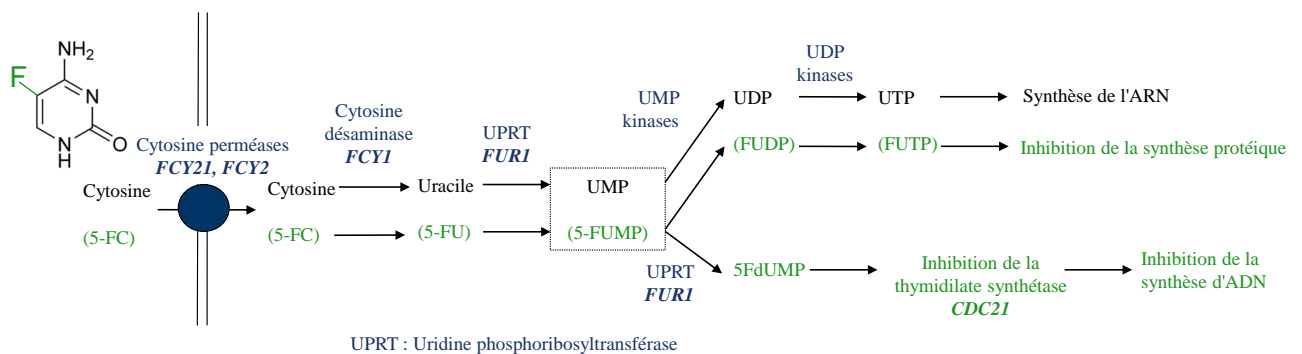 NH₂
F
N
N
H
O
Cytosine perméases
FCY21, FCY2
Cytosine
(5-FC)
Cytosine
(5-FC)
Cytosine
désaminase
FCY1
Uracile
(5-FU)
UPRT
FUR1
UMP
(5-FUMP)
UMP
kinases
UDP
(FUDP)
UDP
kinases
UTP
(FUTP)
Synthèse de l'ARN
Inhibition de la synthèse protéique
UPRT
FUR1
5FdUMP
Inhibition de la
thymidilate synthétase
CDC21
Inhibition de la
synthèse d'ADN
UPRT : Uridine phosphoribosyltransférase